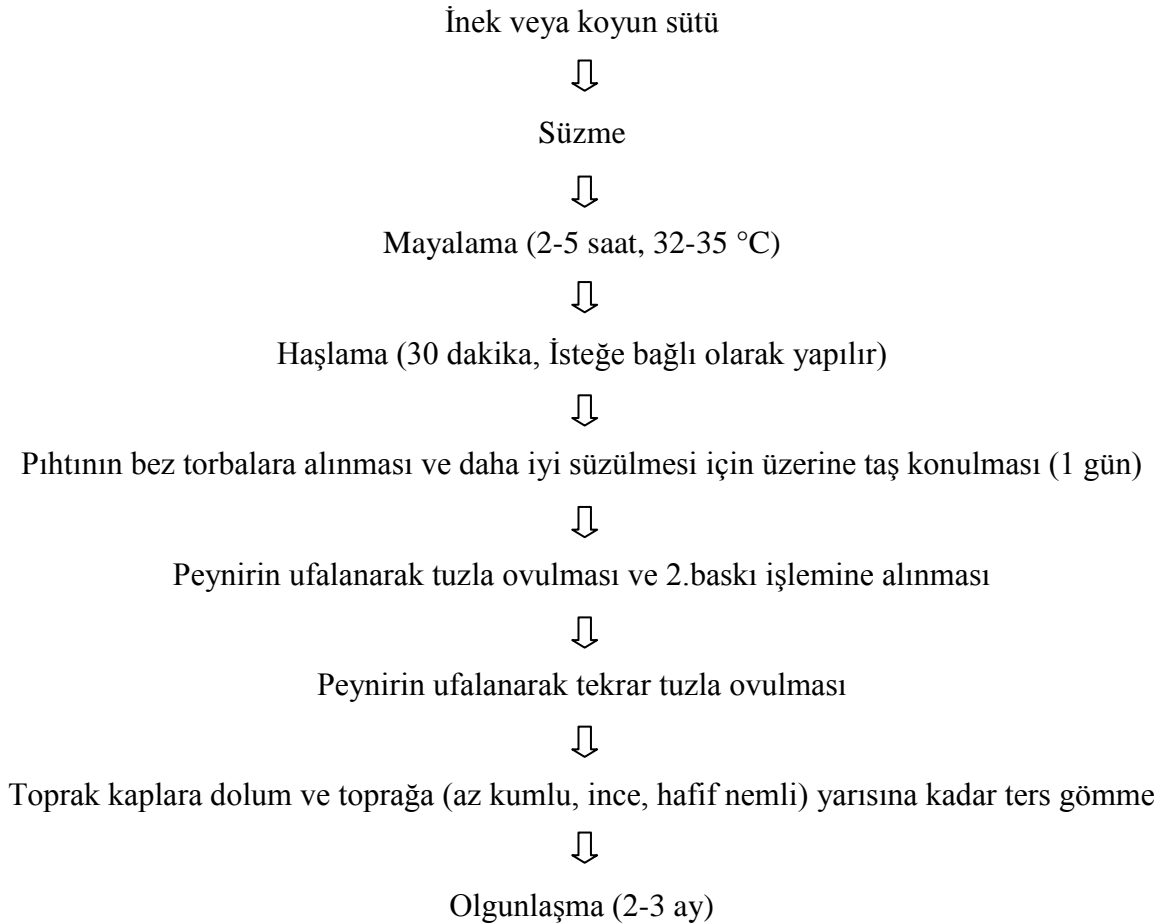 İnek veya koyun sütü
Süzme
Mayalama (2-5 saat, 32-35 °C)
Haşlama (30 dakika, İsteğe bağlı olarak yapılır)
Pıhtının bez torbalara alınması ve daha iyi süzülmesi için üzerine taş konulması (1 gün)
Peynirin ufalanarak tuzla ovulması ve 2.baskı işlemine alınması
Peynirin ufalanarak tekrar tuzla ovulması
Toprak kaplara dolum ve toprağa (az kumlu, ince, hafif nemli) yarısına kadar ters gömme
Olgunlaşma (2-3 ay)